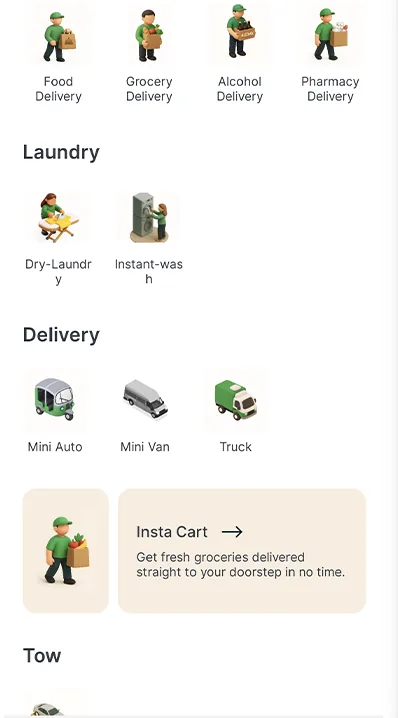 Food
Delivery
Grocery
Delivery
Alcohol
Delivery
Pharmacy
Delivery
Laundry
Dry-Laundr
y
Instant-was
h
Delivery
Mini Auto
Mini Van
Truck
Insta Cart
Get fresh groceries delivered
straight to your doorstep in no time.
Tow